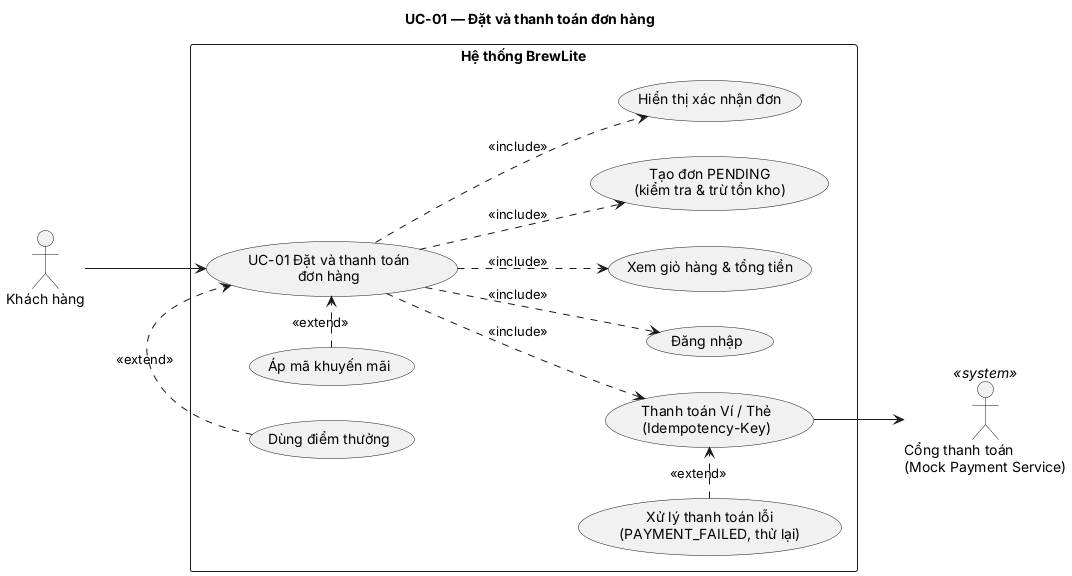 UC-01 — Đặt và thanh toán đơn hàng
Hệ thống BrewLite
Hiển thị xác nhận đơn
«include»
Tạo đơn PENDING
(kiểm tra & trừ tồn kho)
«include»
Khách hàng
UC-01 Đặt và thanh toán
đơn hàng
«include»
Xem giỏ hàng & tổng tiền
«include»
Đăng nhập
«extend»
«include»
«extend»
Áp mã khuyến mãi
Dùng điểm thưởng
Thanh toán Ví / Thẻ
(Idempotency-Key)
«system»
Cổng thanh toán
(Mock Payment Service)
«extend»
Xử lý thanh toán lỗi
(PAYMENT_FAILED, thử lại)